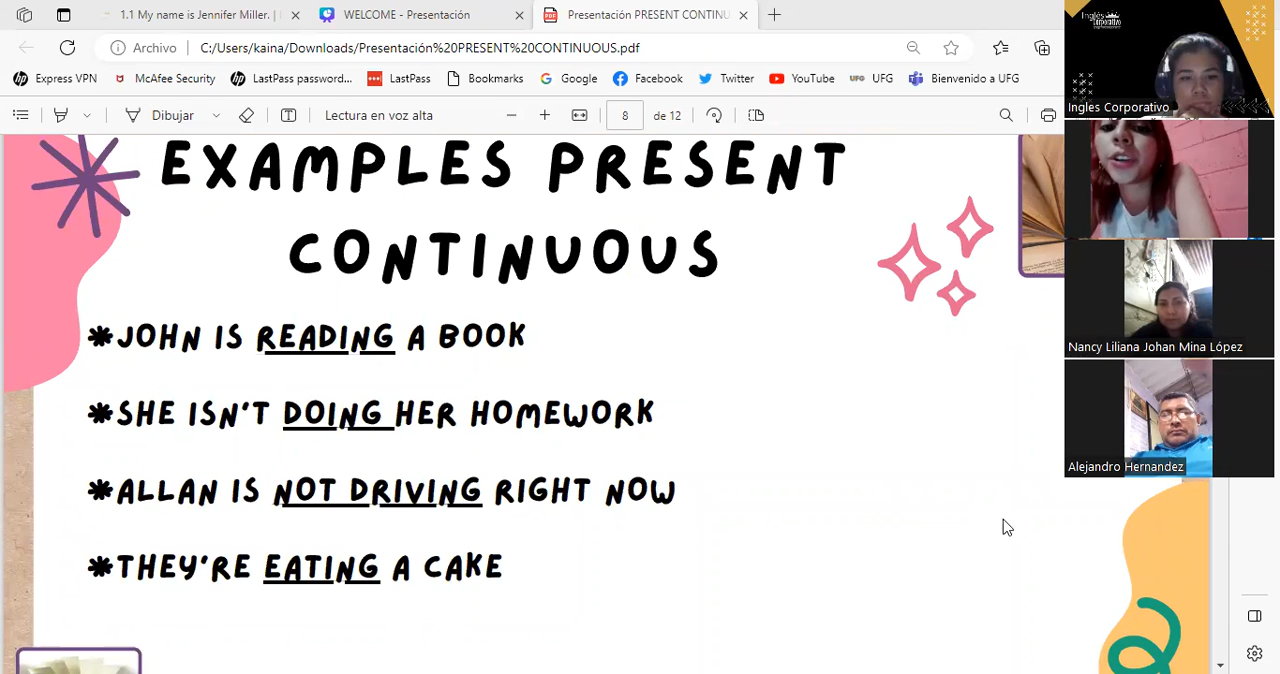 1.1 My name is Jennifer Miller. |
WELCOME - Presentación
Presentación PRESENT CONTINU
Archivo
C:/Users/kaina/Downloads/Presentación%20PRESENT%20CONTINUOUS.pdf
Express VPN
McAfee Security
LastPass password...
LastPass
Bookmarks
Google
Facebook
Twitter
YouTube
UFG
UFG
Bienvenido a UFG
Dibujar
Lectura en voz alta
8
de 12
EXAMPLES PRESENT
CONTINUOUS
*JOHN IS READING A BOOK
*SHE ISN'T DOING HER HOMEWORK
*ALLAN IS NOT DRIVING RIGHT NOW
*THEY'RE EATING A CAKE
Inglés
Corporativo
Ingles Corporativo
Nancy Liliana Johan Mina López
Alejandro Hernandez